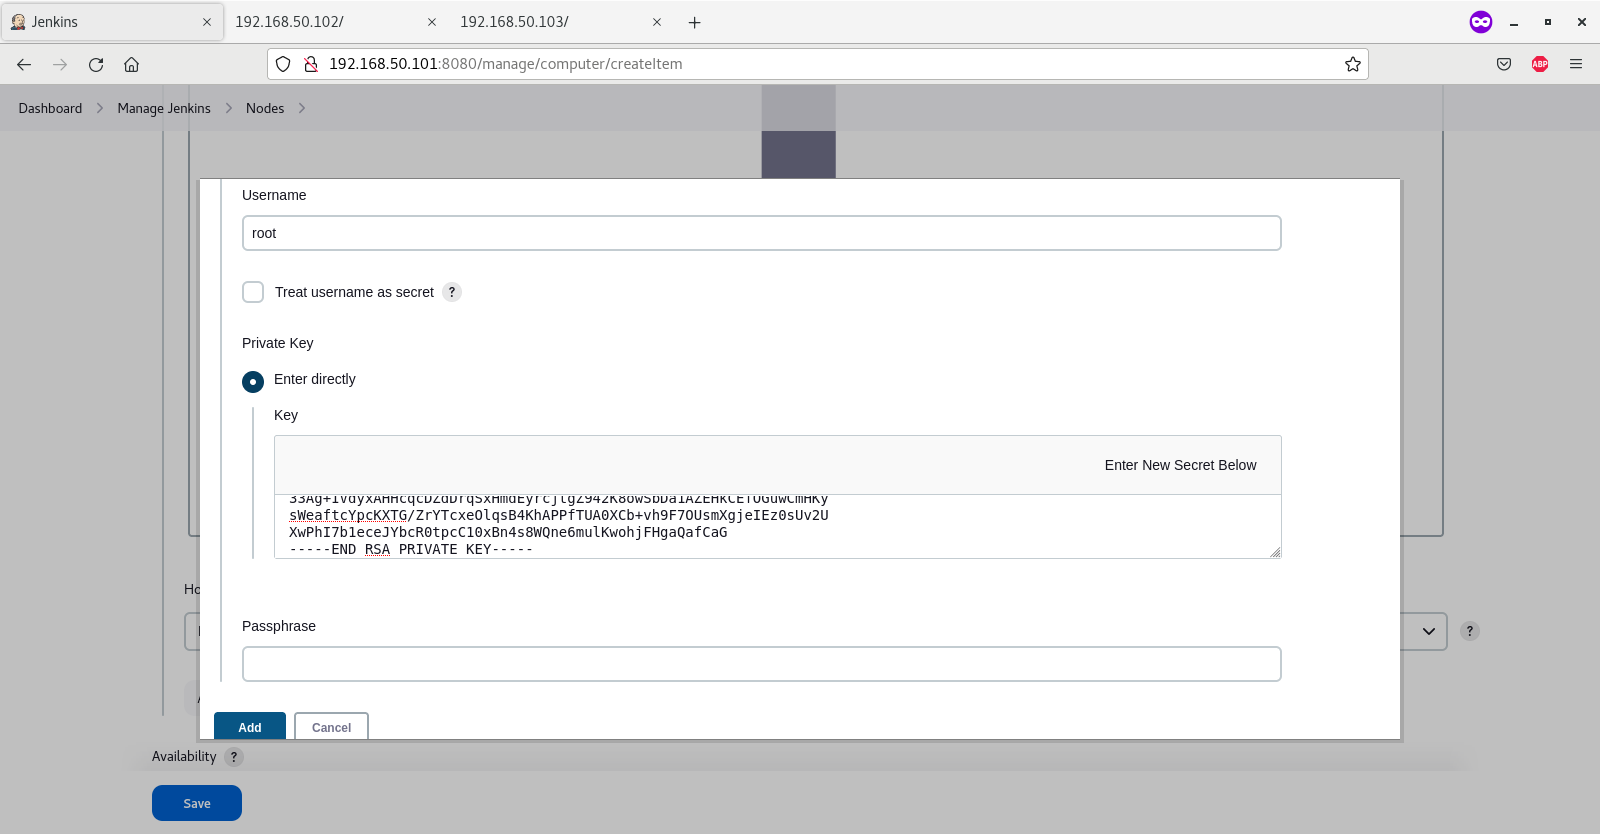 Jenkins
192.168.50.102/
192.168.50.103/
192.168.50.101:8080/manage/computer/createItem
ABP
Dashboard
Manage Jenkins
Nodes
Username
root
Treat username as secret ?
Private Key
Enter directly
Key
Enter New Secret Below
sWeaftcYpcKXTG/ZrYTcxeOlqsB4KhAPPfTUA0XCb+vh9F7OUsmXgjeIEz0sUv2U
XwPhI7b1eceJYbcR0tpcC10xBn4s8WQne6mulKwohjFHgaQafCaG
-----END RSA PRIVATE KEY-----
Ho
?
Passphrase
Add
Cancel
Availability ?
Save